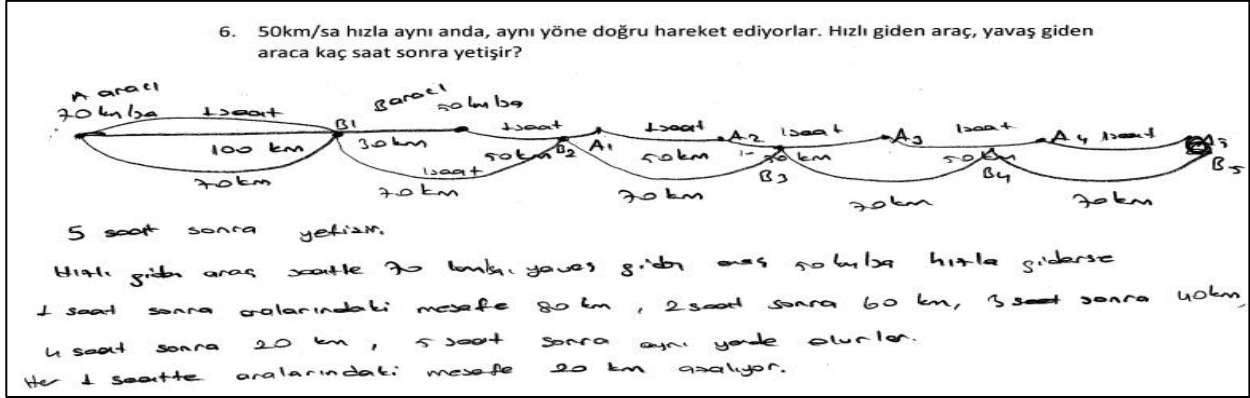 6. 50km/sa hızla aynı anda, aynı yöne doğru hareket ediyorlar. Hızlı giden araç, yavaş giden
araca kaç saat sonra yetişir?
A aracı
70 km/sa
B aracı
50 km/sa
1 saat
B1
1 saat
1 saat
A2
1 saat
A3
1 saat
A4
1 saat
A5
100 km
30 km
50 km
B2
A1
50 km
B3
50 km
B4
B5
70 km
1 saat
70 km
70 km
70 km
70 km
5 saat sonra yetişir.
Hızlı giden araç saatte 70 km/sa, yavaş giden araç 50 km/sa hızla giderse
1 saat sonra aralarındaki mesafe 80 km, 2 saat sonra 60 km, 3 saat sonra 40km,
4 saat sonra 20 km, 5 saat sonra aynı yerde olurlar.
Her 1 saatte aralarındaki mesafe 20 km azalıyor.